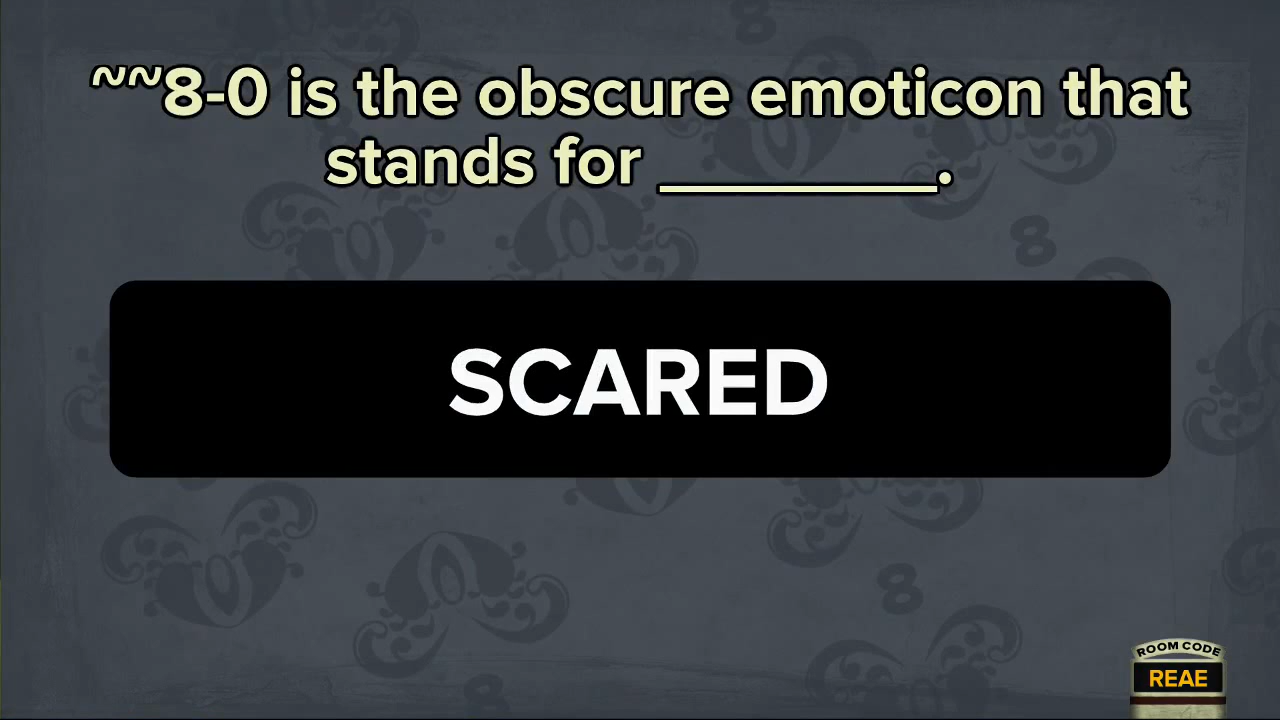 ~~8-0 is the obscure emoticon that
stands for ________.
SCARED
ROOM CODE
REAE